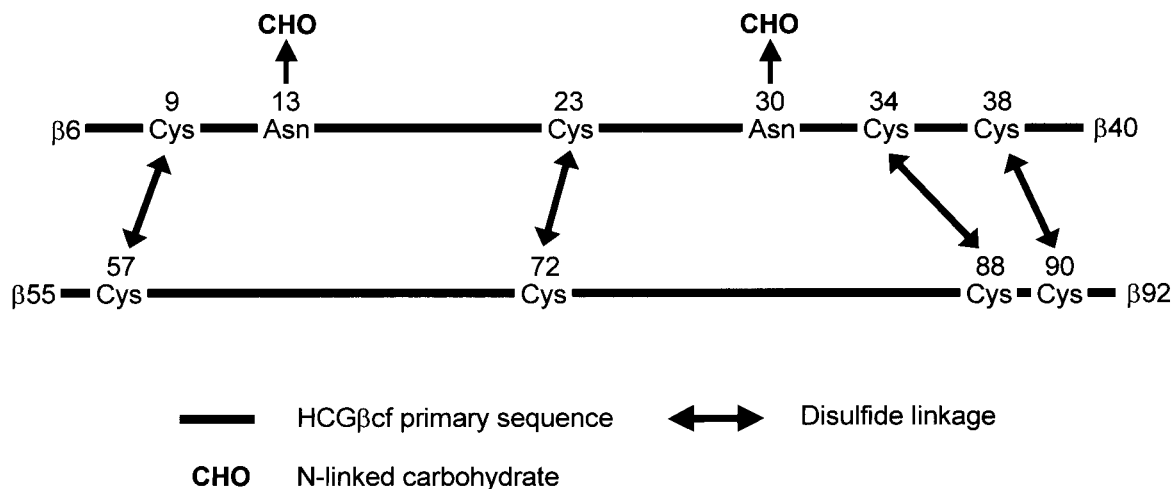 CHO CHO
9 13 23 30 34 38
β6 Cys Asn Cys Asn Cys Cys β40
57 72 88 90
β55 Cys Cys Cys Cys β92
HCGβcf primary sequence Disulfide linkage
CHO N-linked carbohydrate